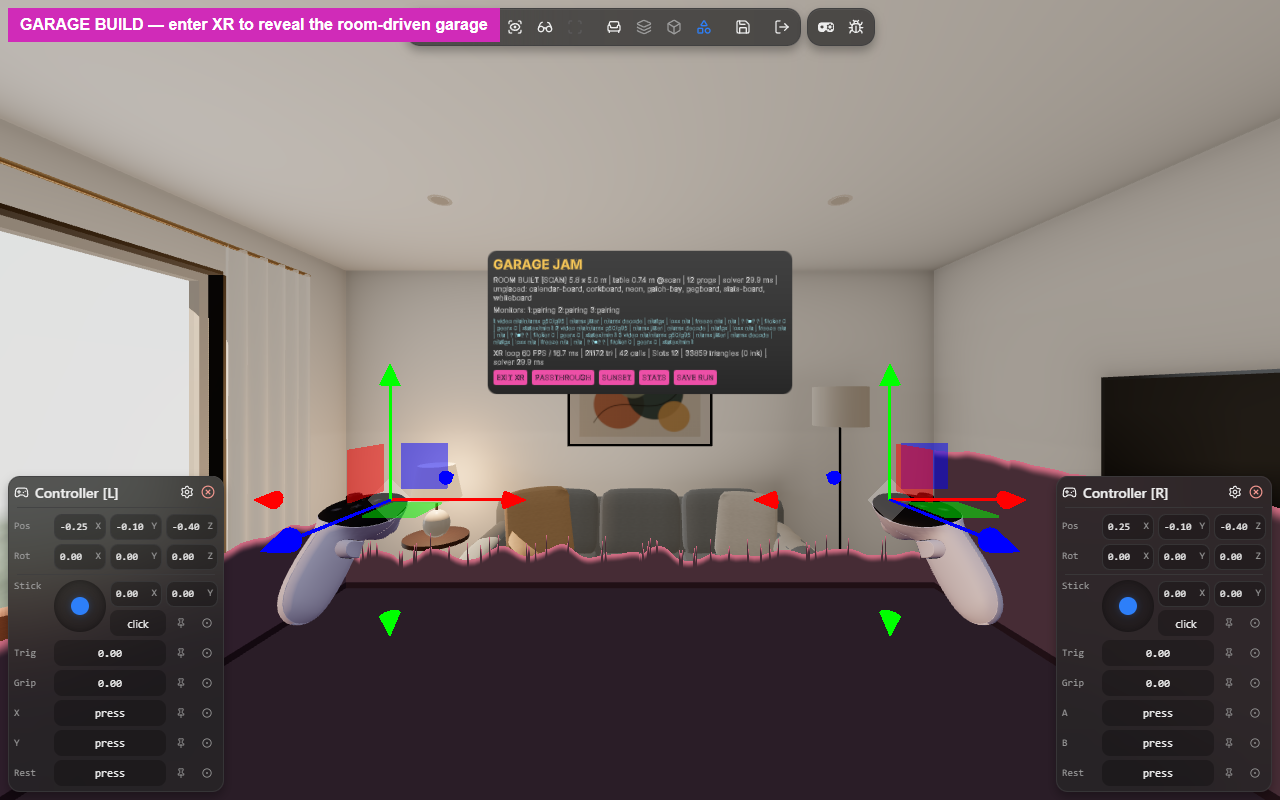 GARAGE BUILD — enter XR to reveal the room-driven garage
GARAGE JAM
ROOM BUILT [SCAN] 5.8 x 5.0 m | table 0.74 m @scan | 12 props | solver 29.9 ms |
unplaced: calendar-board, corkboard, neon, patch-bay, pegboard, stats-board,
whiteboard
Monitors: 1:pairing 2:pairing 3:pairing
XR loop 60 FPS / 16.7 ms | 21172 tri | 42 calls | Slots 12 | 33859 triangles (0 ink) |
solver 29.9 ms
EXIT XR PASSTHROUGH SUNSET STATS SAVE RUN
Controller [L]
Pos -0.25 X -0.10 Y -0.40 Z
Rot 0.00 X 0.00 Y 0.00 Z
Stick 0.00 X 0.00 Y
click
Trig 0.00
Grip 0.00
X press
Y press
Rest press
Controller [R]
Pos 0.25 X -0.10 Y -0.40 Z
Rot 0.00 X 0.00 Y 0.00 Z
Stick 0.00 X 0.00 Y
click
Trig 0.00
Grip 0.00
A press
B press
Rest press